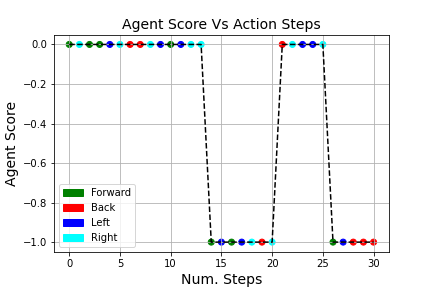 Agent Score Vs Action Steps
Agent Score
0.0
−0.2
−0.4
−0.6
−0.8
−1.0
Forward
Back
Left
Right
0 5 10 15 20 25 30
Num. Steps